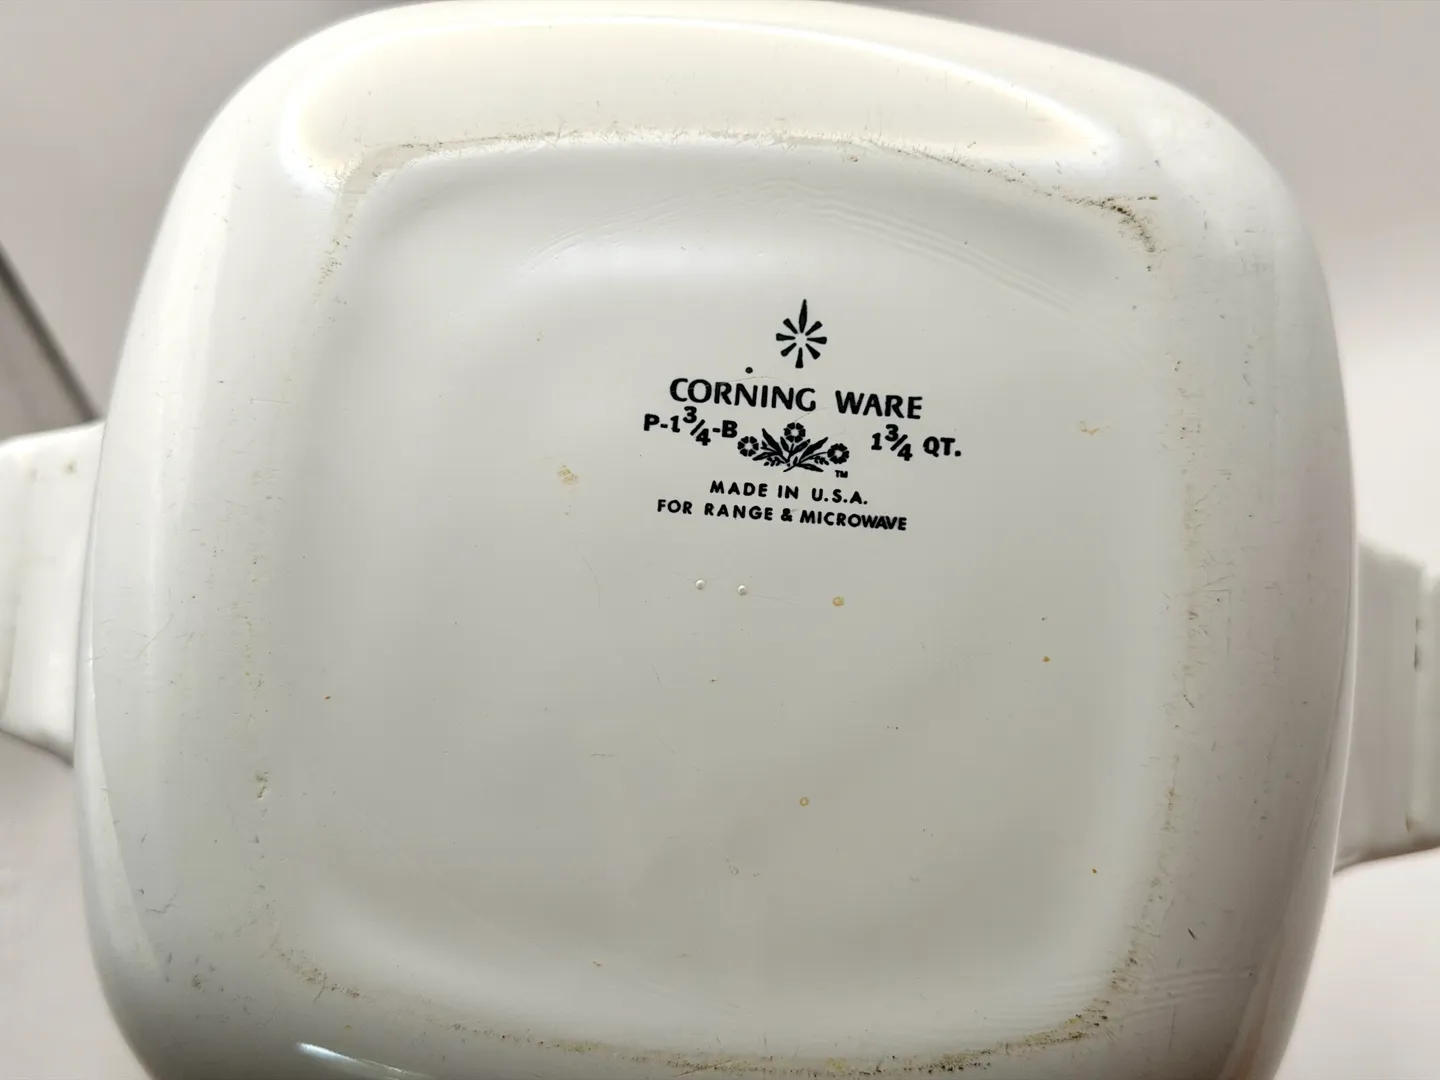 CORNING WARE
P-1¾-B 1¾ QT.
TM
MADE IN U.S.A.
FOR RANGE & MICROWAVE